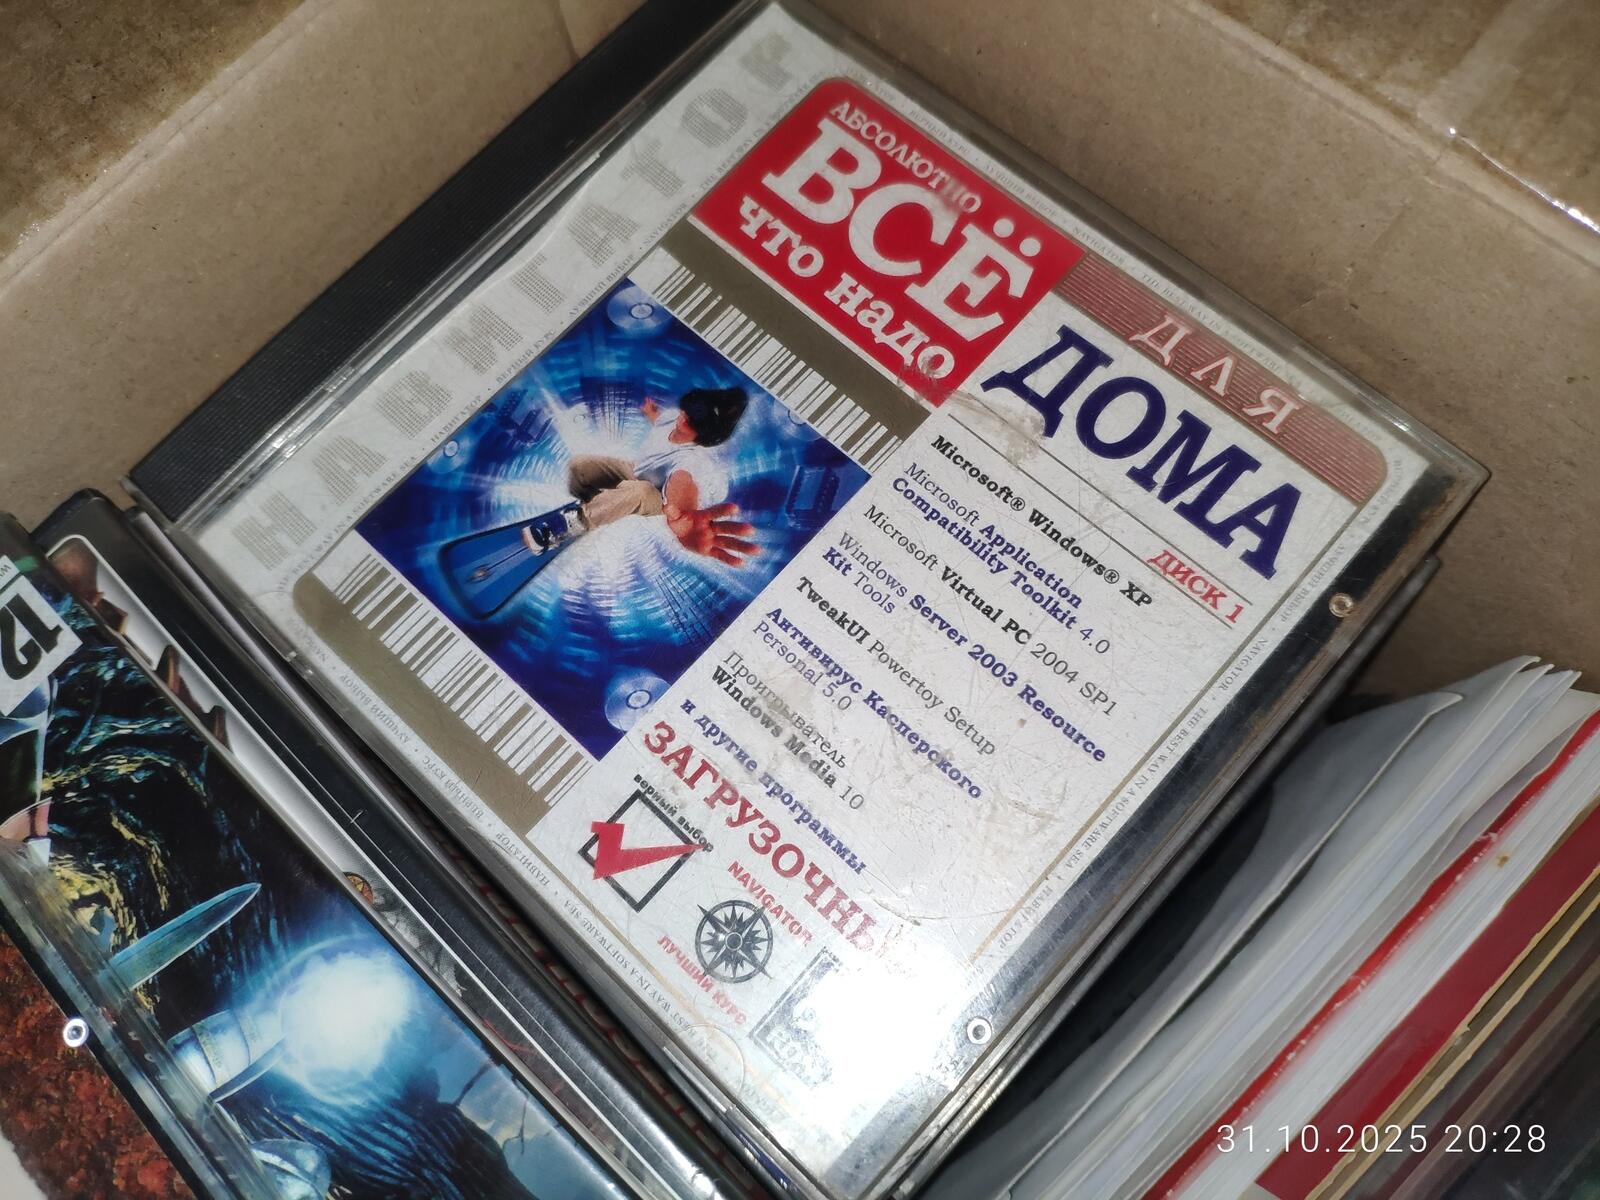 НАВИГАТОР
АБСОЛЮТНО
ВСЁ
что надо
ДЛЯ
ДОМА
ДИСК 1
Microsoft® Windows® XP
Microsoft Application
Compatibility Toolkit 4.0
Microsoft Virtual PC 2004 SP1
Windows Server 2003 Resource
Kit Tools
TweakUI Powertoy Setup
Антивирус Касперского
Personal 5.0
Проигрыватель
Windows Media 10
и другие программы
ЗАГРУЗОЧНЫ
верный выбор
NAVIGATOR
ЛУЧШИЙ КУРС
12
31.10.2025 20:28